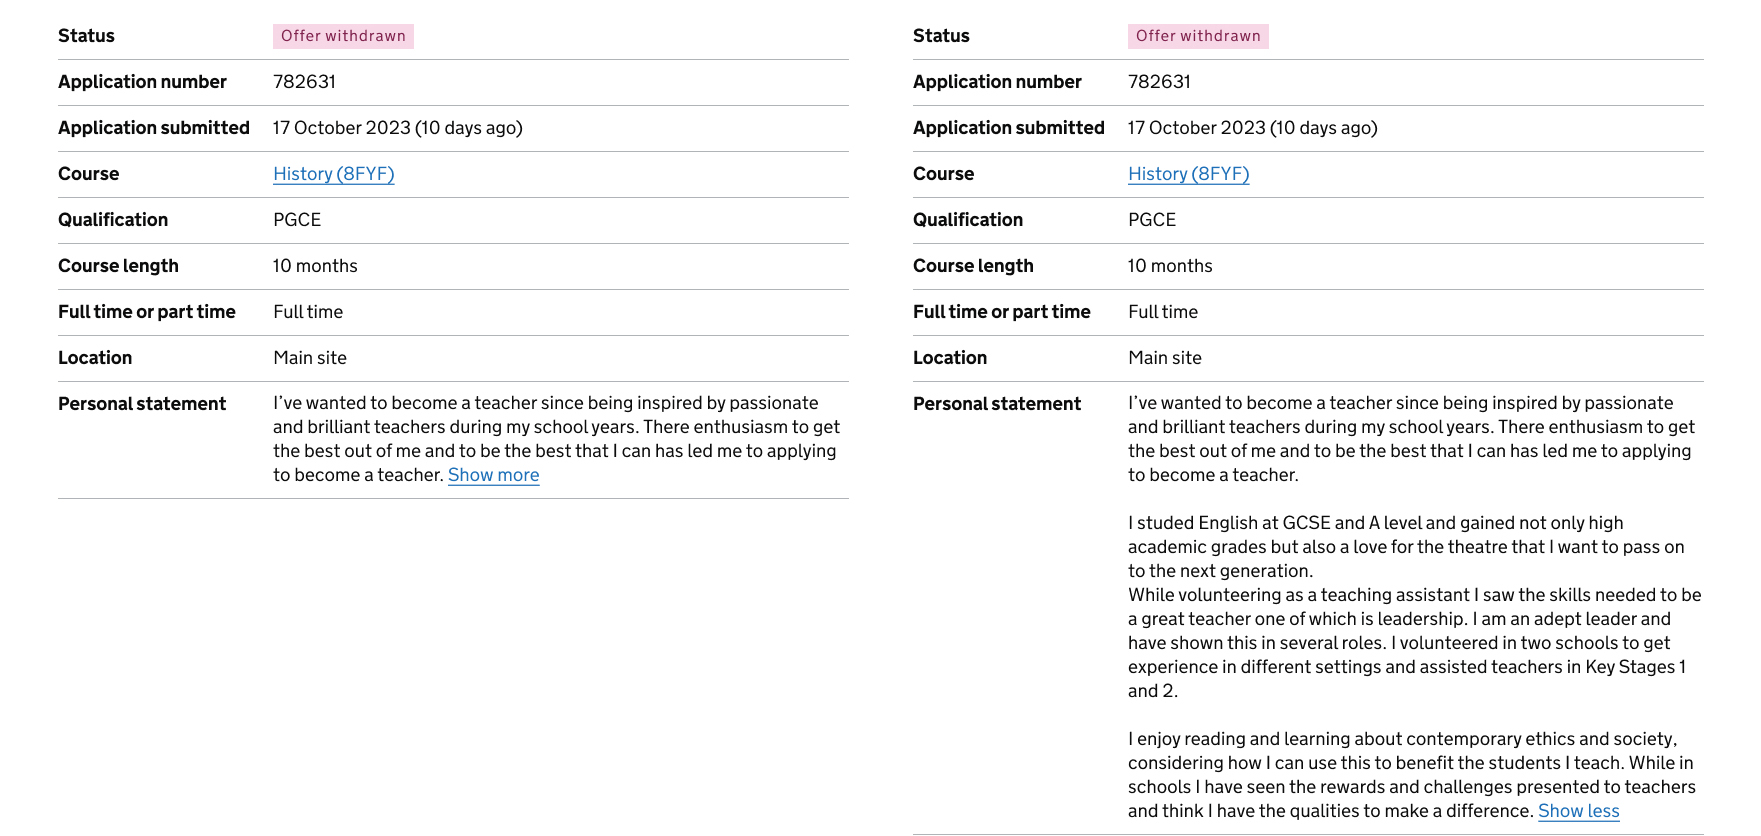 Status Offer withdrawn
Application number 782631
Application submitted 17 October 2023 (10 days ago)
Course History (8FYF)
Qualification PGCE
Course length 10 months
Full time or part time Full time
Location Main site
Personal statement I’ve wanted to become a teacher since being inspired by passionate
and brilliant teachers during my school years. There enthusiasm to get
the best out of me and to be the best that I can has led me to applying
to become a teacher. Show more
Status Offer withdrawn
Application number 782631
Application submitted 17 October 2023 (10 days ago)
Course History (8FYF)
Qualification PGCE
Course length 10 months
Full time or part time Full time
Location Main site
Personal statement I’ve wanted to become a teacher since being inspired by passionate
and brilliant teachers during my school years. There enthusiasm to get
the best out of me and to be the best that I can has led me to applying
to become a teacher.
I studed English at GCSE and A level and gained not only high
academic grades but also a love for the theatre that I want to pass on
to the next generation.
While volunteering as a teaching assistant I saw the skills needed to be
a great teacher one of which is leadership. I am an adept leader and
have shown this in several roles. I volunteered in two schools to get
experience in different settings and assisted teachers in Key Stages 1
and 2.
I enjoy reading and learning about contemporary ethics and society,
considering how I can use this to benefit the students I teach. While in
schools I have seen the rewards and challenges presented to teachers
and think I have the qualities to make a difference. Show less